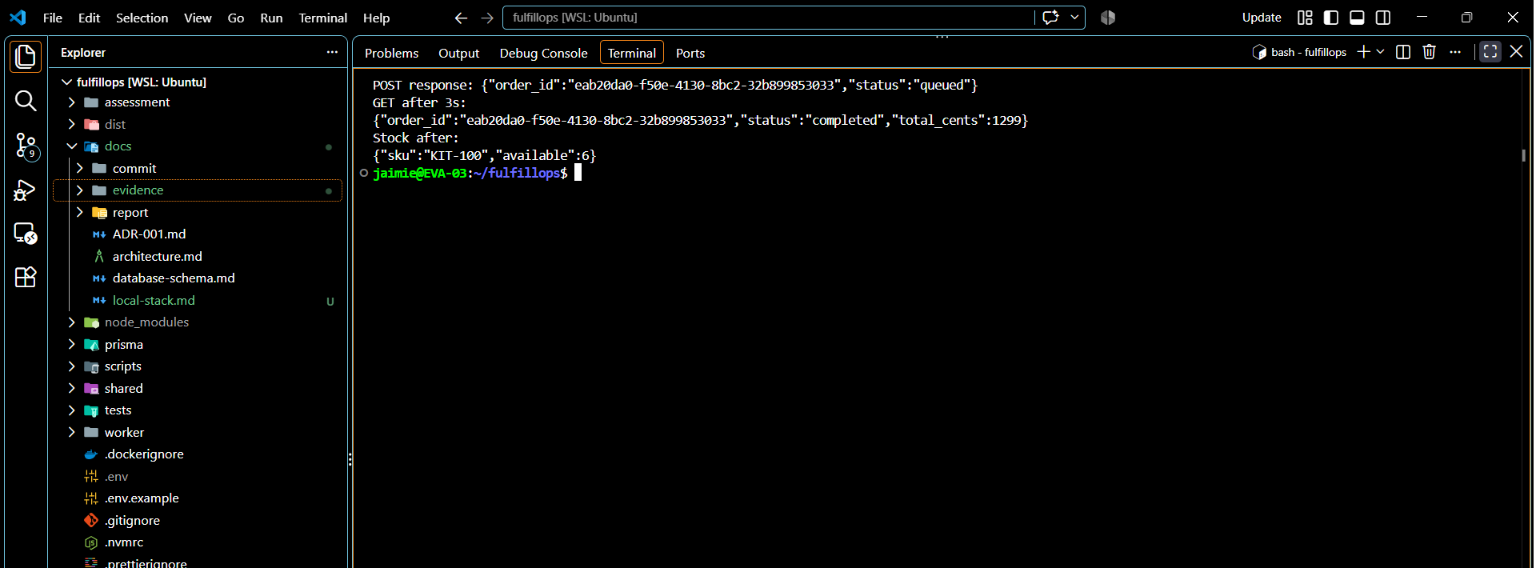 File Edit Selection View Go Run Terminal Help
fulfillops [WSL: Ubuntu]
Update
Explorer
fulfillops [WSL: Ubuntu]
assessment
dist
docs
commit
evidence
report
ADR-001.md
architecture.md
database-schema.md
local-stack.md U
node_modules
prisma
scripts
shared
tests
worker
.dockerignore
.env
.env.example
.gitignore
.nvmrc
.prettierignore
9
Problems Output Debug Console Terminal Ports
bash - fulfillops
POST response: {"order_id":"eab20da0-f50e-4130-8bc2-32b899853033","status":"queued"}
GET after 3s:
{"order_id":"eab20da0-f50e-4130-8bc2-32b899853033","status":"completed","total_cents":1299}
Stock after:
{"sku":"KIT-100","available":6}
jaimie@EVA-03:~/fulfillops$